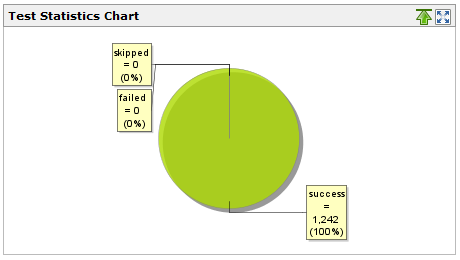 Test Statistics Chart
skipped
= 0
(0%)
failed
= 0
(0%)
success
=
1,242
(100%)